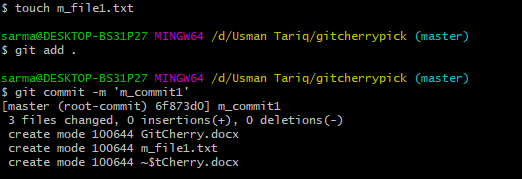 $ touch m_file1.txt
sarma@DESKTOP-BS31P27 MINGW64 /d/Usman Tariq/gitcherrypick (master)
$ git add .
sarma@DESKTOP-BS31P27 MINGW64 /d/Usman Tariq/gitcherrypick (master)
$ git commit -m 'm_commit1'
[master (root-commit) 6f873d0] m_commit1
 3 files changed, 0 insertions(+), 0 deletions(-)
 create mode 100644 GitCherry.docx
 create mode 100644 m_file1.txt
 create mode 100644 ~$tCherry.docx